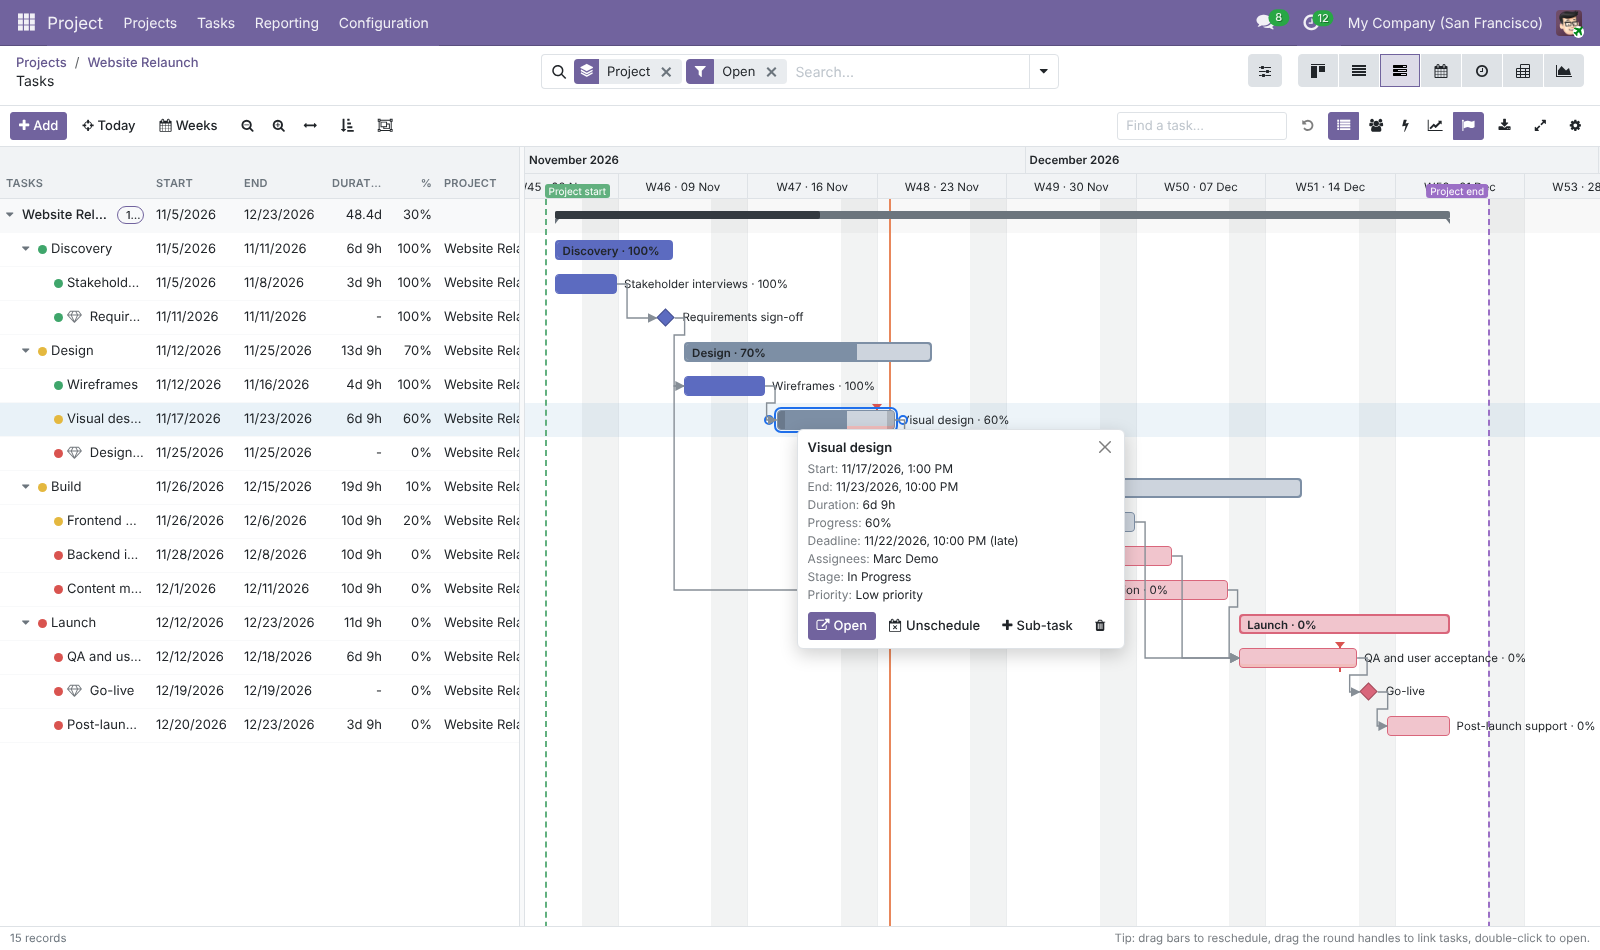 Project Projects Tasks Reporting Configuration 8 12 My Company (San Francisco)
Projects / Website Relaunch
Tasks
Project Open Search...
Add Today Weeks Find a task...
TASKS START END DURAT... % PROJECT
November 2026 December 2026
W46 · 09 Nov W47 · 16 Nov W48 · 23 Nov W49 · 30 Nov W50 · 07 Dec W51 · 14 Dec W53 · 28
Project start Project end
Website Rel... 1... 11/5/2026 12/23/2026 48.4d 30%
Discovery 11/5/2026 11/11/2026 6d 9h 100% Website Rela
Discovery · 100%
Stakehold... 11/5/2026 11/8/2026 3d 9h 100% Website Rela
Stakeholder interviews · 100%
Requir... 11/11/2026 11/11/2026 - 100% Website Rela
Requirements sign-off
Design 11/12/2026 11/25/2026 13d 9h 70% Website Rela
Design · 70%
Wireframes 11/12/2026 11/16/2026 4d 9h 100% Website Rela
Wireframes · 100%
Visual des... 11/17/2026 11/23/2026 6d 9h 60% Website Rela
Visual design · 60%
Design... 11/25/2026 11/25/2026 - 0% Website Rela
Build 11/26/2026 12/15/2026 19d 9h 10% Website Rela
Frontend ... 11/26/2026 12/6/2026 10d 9h 20% Website Rela
Backend i... 11/28/2026 12/8/2026 10d 9h 0% Website Rela
Content m... 12/1/2026 12/11/2026 10d 9h 0% Website Rela
on · 0%
Launch 12/12/2026 12/23/2026 11d 9h 0% Website Rela
Launch · 0%
QA and us... 12/12/2026 12/18/2026 6d 9h 0% Website Rela
QA and user acceptance · 0%
Go-live 12/19/2026 12/19/2026 - 0% Website Rela
Go-live
Post-laun... 12/20/2026 12/23/2026 3d 9h 0% Website Rela
Post-launch support · 0%
Visual design
Start: 11/17/2026, 1:00 PM
End: 11/23/2026, 10:00 PM
Duration: 6d 9h
Progress: 60%
Deadline: 11/22/2026, 10:00 PM (late)
Assignees: Marc Demo
Stage: In Progress
Priority: Low priority
Open Unschedule Sub-task
15 records Tip: drag bars to reschedule, drag the round handles to link tasks, double-click to open.